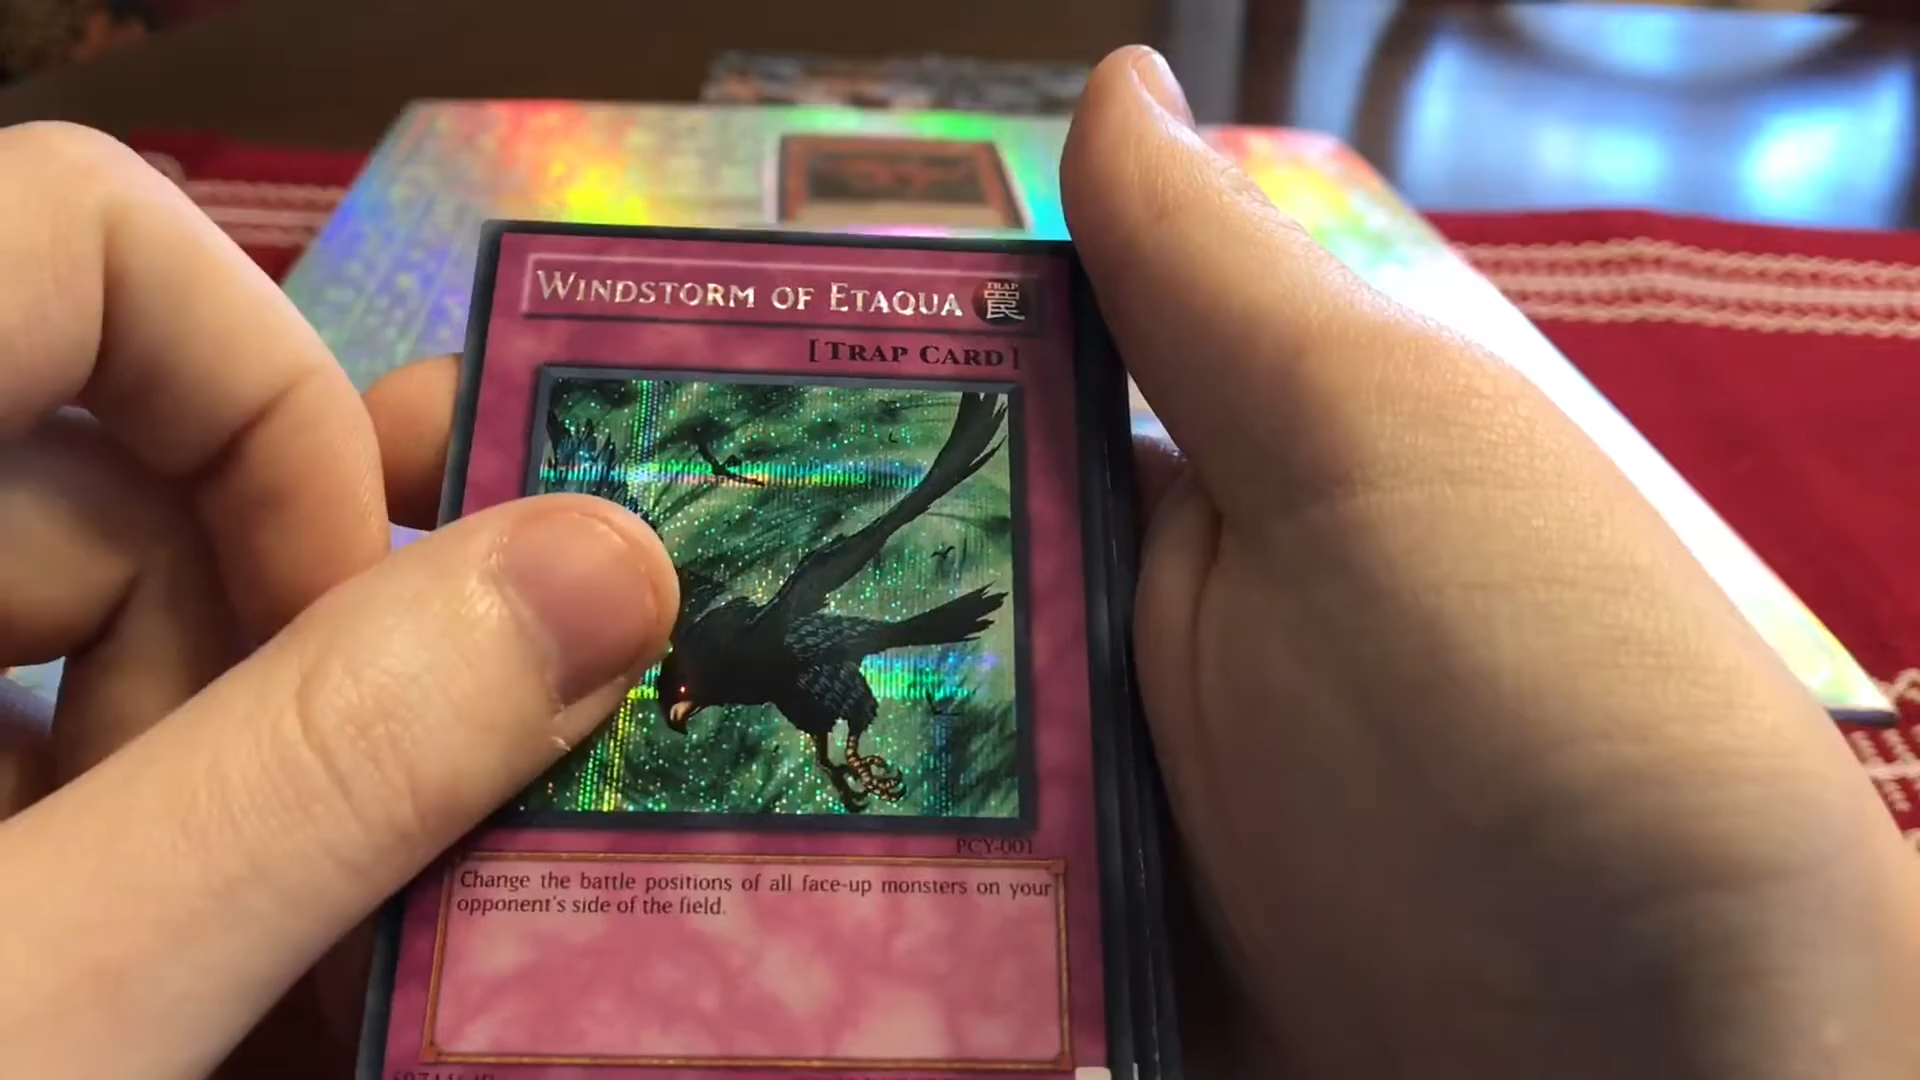 WINDSTORM OF ETAQUA
TRAP
罠
[TRAP CARD]
PCY-001
Change the battle positions of all face-up monsters on your
opponent's side of the field.